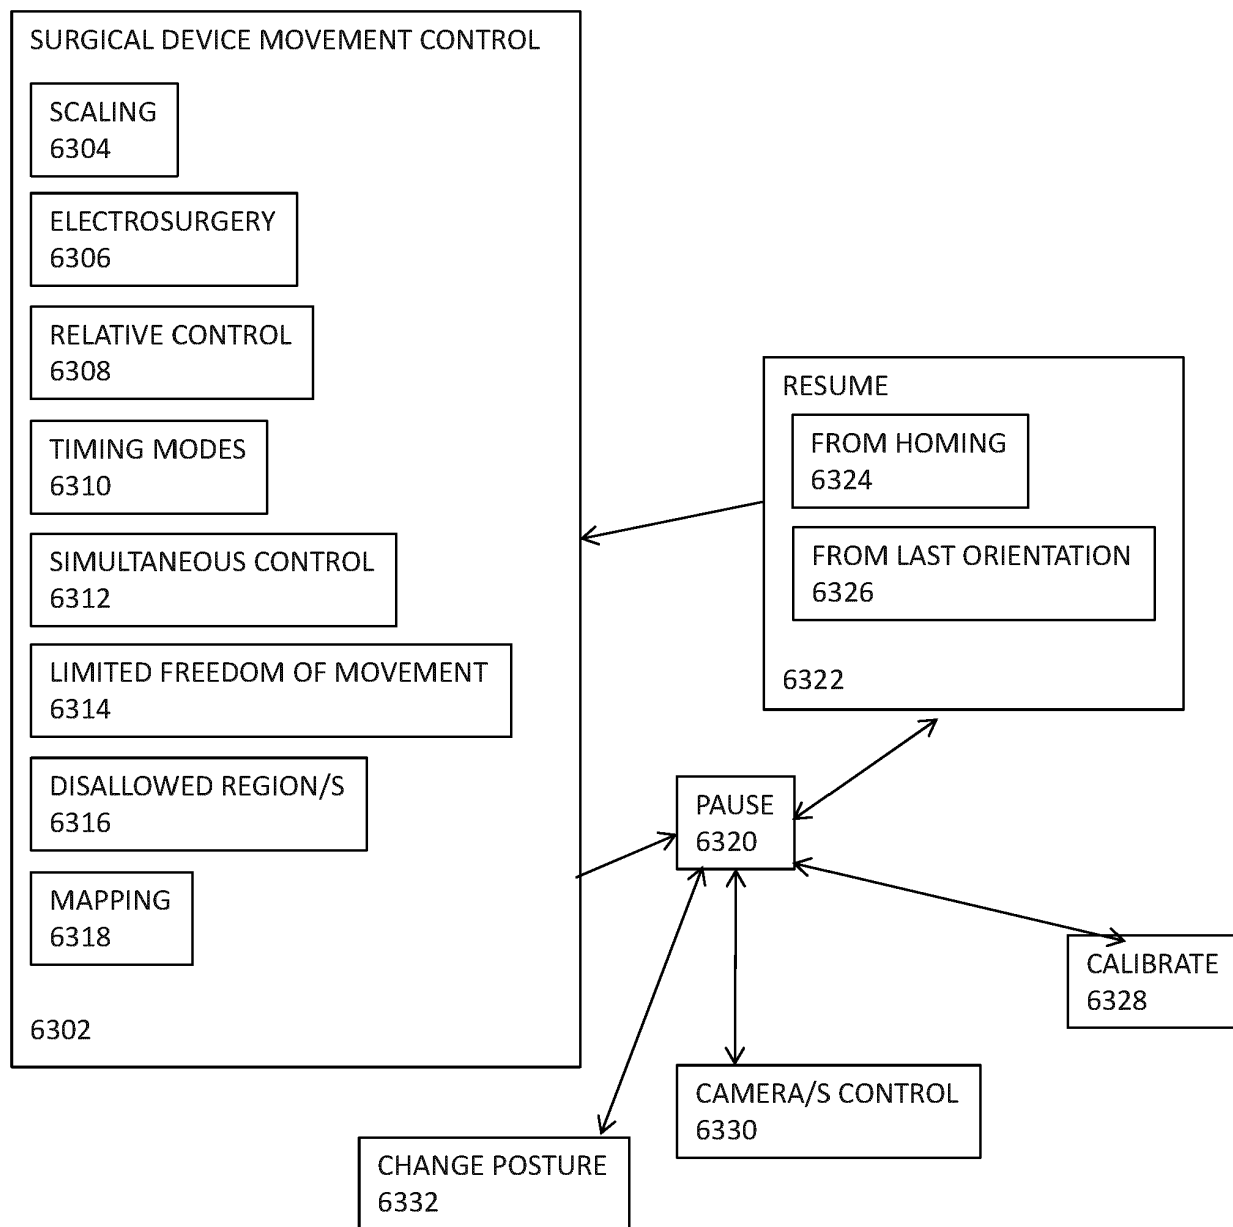 SURGICAL DEVICE MOVEMENT CONTROL
SCALING
6304
ELECTROSURGERY
6306
RELATIVE CONTROL
6308
TIMING MODES
6310
SIMULTANEOUS CONTROL
6312
LIMITED FREEDOM OF MOVEMENT
6314
DISALLOWED REGION/S
6316
MAPPING
6318
6302
RESUME
FROM HOMING
6324
FROM LAST ORIENTATION
6326
6322
PAUSE
6320
CALIBRATE
6328
CAMERA/S CONTROL
6330
CHANGE POSTURE
6332